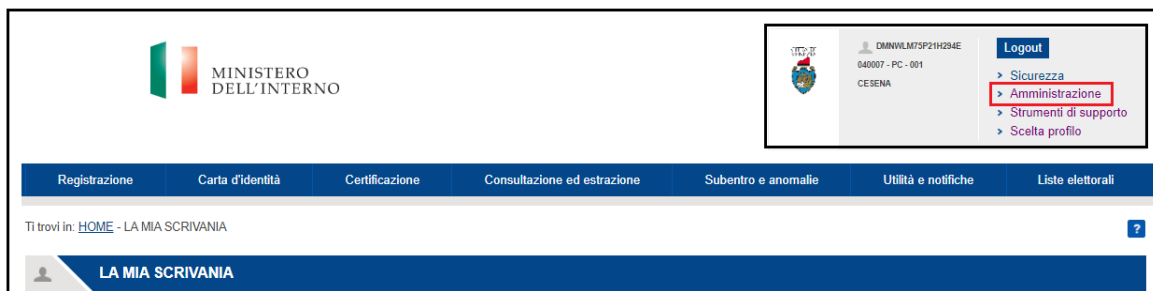 MINISTERO
DELL'INTERNO
DMNWLM75P21H294E
040007 - PC - 001
CESENA
Logout
Sicurezza
Amministrazione
Strumenti di supporto
Scelta profilo
Registrazione Carta d'identità Certificazione Consultazione ed estrazione Subentro e anomalie Utilità e notifiche Liste elettorali
Ti trovi in: HOME - LA MIA SCRIVANIA
?
LA MIA SCRIVANIA